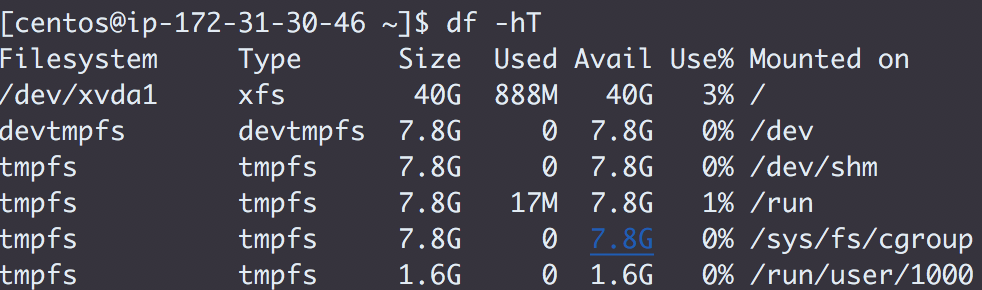 [centos@ip-172-31-30-46 ~]$ df -hT
Filesystem     Type      Size  Used Avail Use% Mounted on
/dev/xvda1     xfs        40G  888M   40G   3% /
devtmpfs       devtmpfs  7.8G     0  7.8G   0% /dev
tmpfs          tmpfs     7.8G     0  7.8G   0% /dev/shm
tmpfs          tmpfs     7.8G   17M  7.8G   1% /run
tmpfs          tmpfs     7.8G     0  7.8G   0% /sys/fs/cgroup
tmpfs          tmpfs     1.6G     0  1.6G   0% /run/user/1000